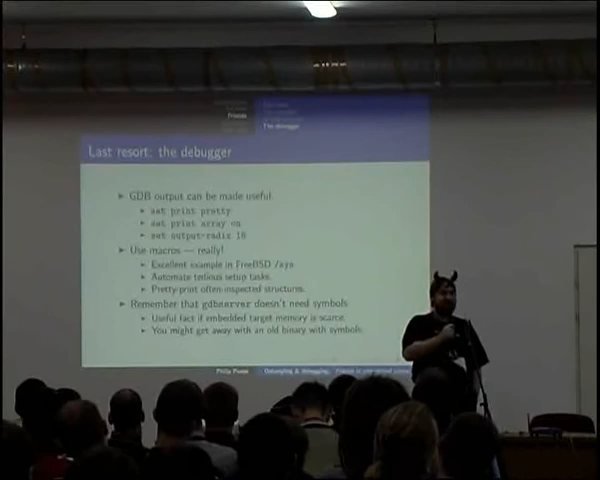 Friends
The debugger
Last resort: the debugger
GDB output can be made useful
set print pretty
set print array on
set output-radix 16
Use macros — really!
Excellent example in FreeBSD /sys
Automate tedious setup tasks.
Pretty-print often inspected structures.
Remember that gdbserver doesn't need symbols
Useful fact if embedded target memory is scarce.
You might get away with an old binary with symbols.
Debugging & debugging.